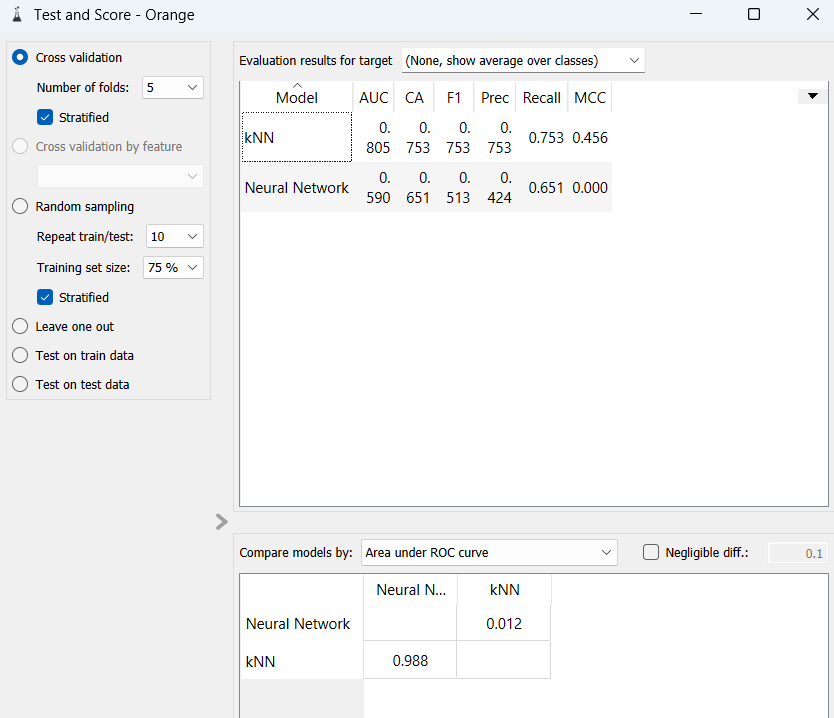 Test and Score - Orange
Cross validation
Number of folds: 5
Stratified
Cross validation by feature
Random sampling
Repeat train/test: 10
Training set size: 75 %
Stratified
Leave one out
Test on train data
Test on test data
Evaluation results for target (None, show average over classes)
Model AUC CA F1 Prec Recall MCC
kNN 0.805 0.753 0.753 0.753 0.753 0.456
Neural Network 0.590 0.651 0.513 0.424 0.651 0.000
Compare models by: Area under ROC curve Negligible diff.: 0.1
Neural N... kNN
Neural Network 0.012
kNN 0.988